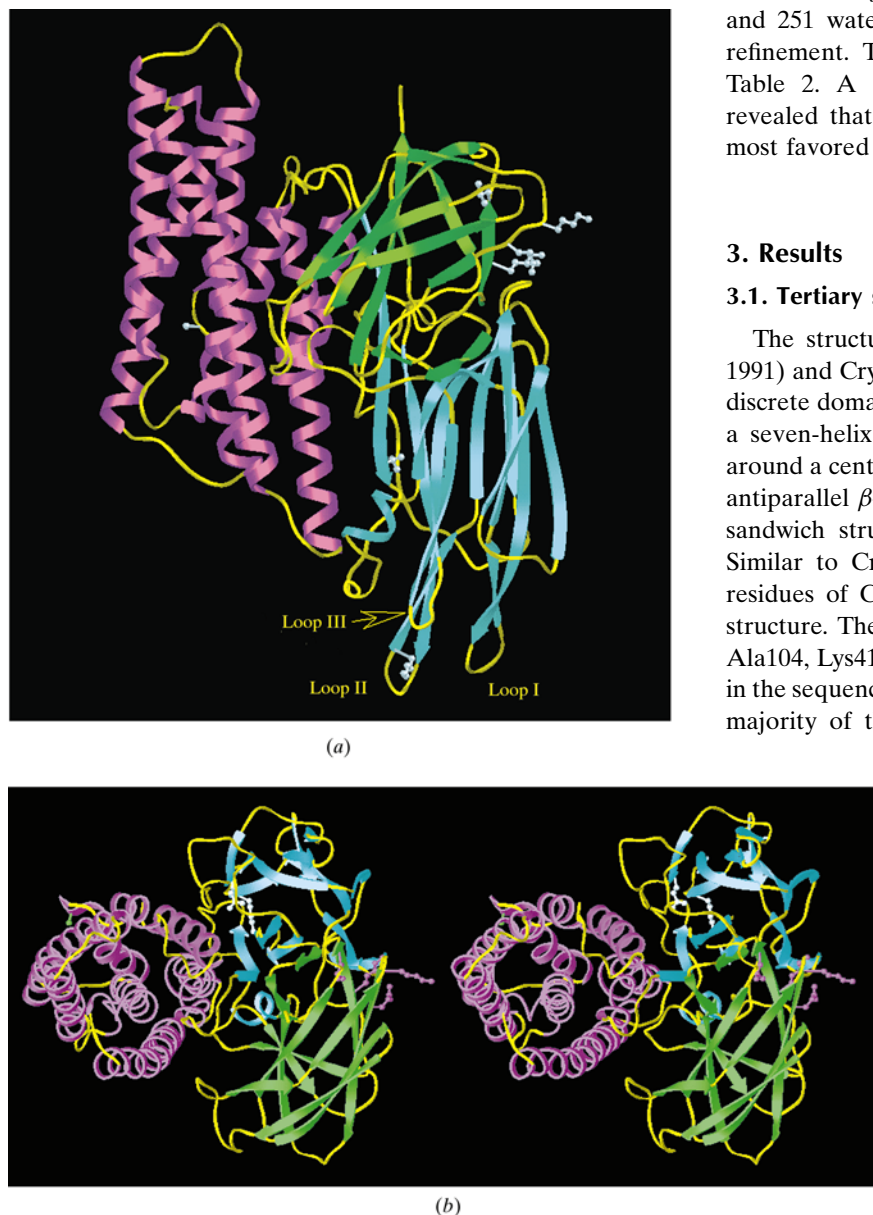 and 251 wate
refinement. T
Table 2. A
revealed that
most favored
3. Results
3.1. Tertiary
The structu
1991) and Cry
discrete doma
a seven-helix
around a cent
antiparallel β
sandwich stru
Similar to Cr
residues of C
structure. The
Ala104, Lys41
in the sequenc
majority of t
Loop III
Loop II
Loop I
(a)
(b)